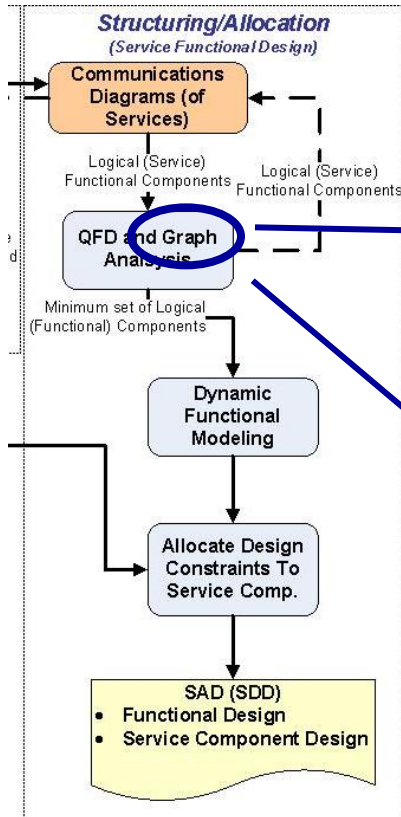 Structuring/Allocation
(Service Functional Design)
Communications
Diagrams (of
Services)
Logical (Service)
Functional Components
Logical (Service)
Functional Components
QFD and Graph
Analsysis
Minimum set of Logical
(Functional) Components
Dynamic
Functional
Modeling
Allocate Design
Constraints To
Service Comp.
SAD (SDD)
• Functional Design
• Service Component Design